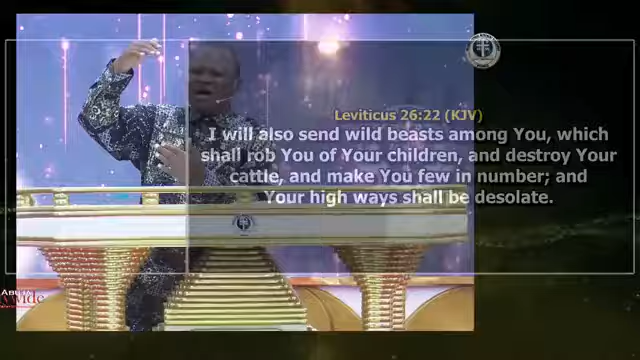 Leviticus 26:22 (KJV)
I will also send wild beasts among You, which
shall rob You of Your children, and destroy Your
cattle, and make You few in number; and
Your high ways shall be desolate.